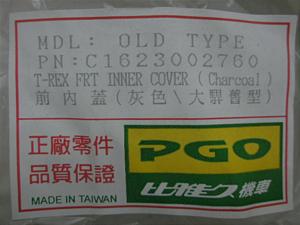 MDL: OLD TYPE
PN:C1623002760
T-REX FRT INNER COVER (Charcoal)
前內蓋(灰色\大騂舊型)
正廠零件
品質保證
MADE IN TAIWAN
PGO
比雅久機車